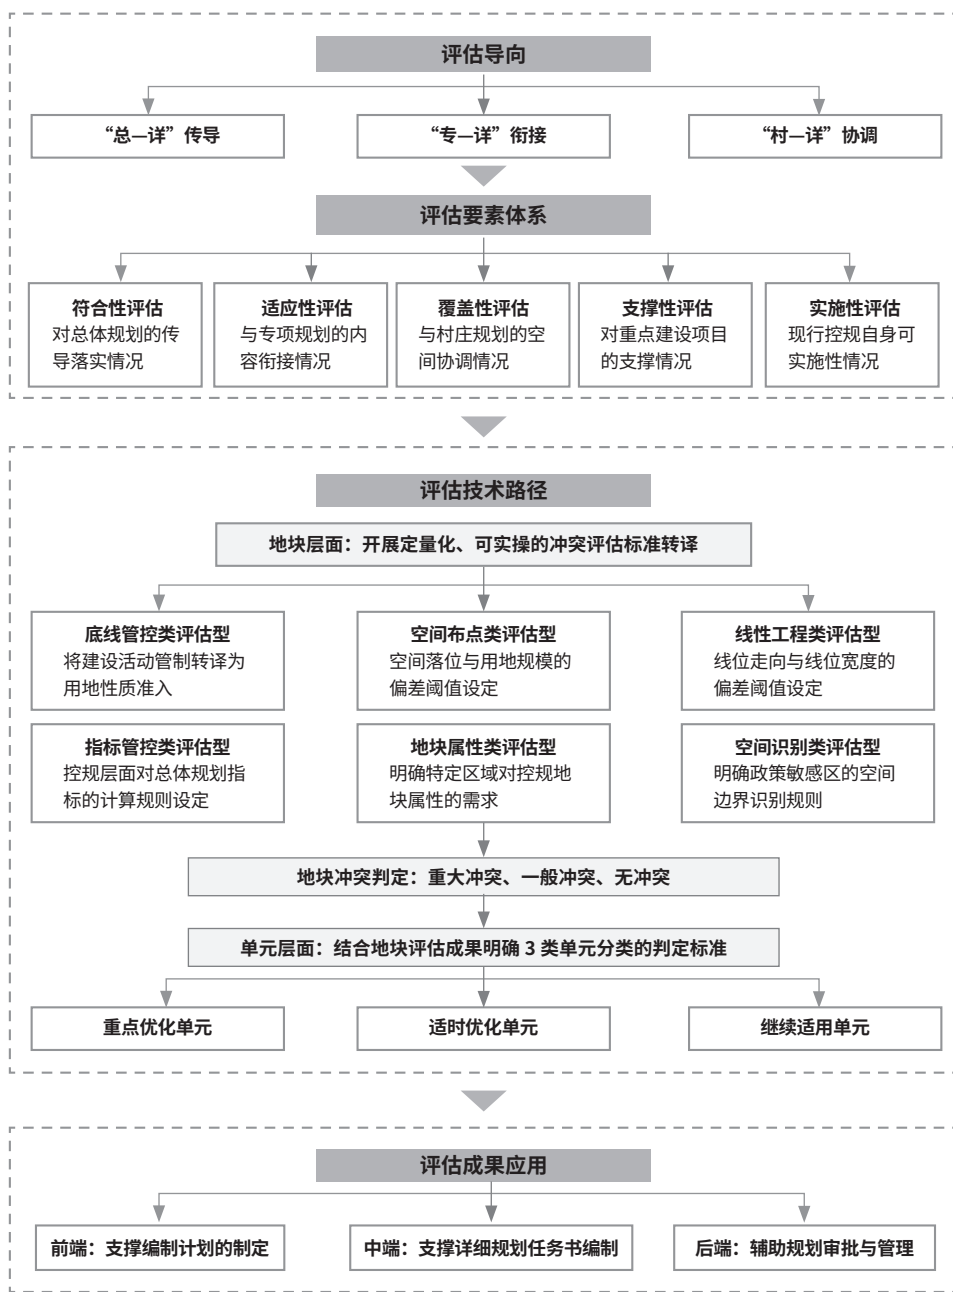 评估导向
“总—详”传导
“专—详”衔接
“村—详”协调
评估要素体系
符合性评估
对总体规划的传
导落实情况
适应性评估
与专项规划的内
容衔接情况
覆盖性评估
与村庄规划的空
间协调情况
支撑性评估
对重点建设项目
的支撑情况
实施性评估
现行控规自身可
实施性情况
评估技术路径
地块层面：开展定量化、可实操的冲突评估标准转译
底线管控类评估型
将建设活动管制转译为
用地性质准入
空间布点类评估型
空间落位与用地规模的
偏差阈值设定
线性工程类评估型
线位走向与线位宽度的
偏差阈值设定
指标管控类评估型
控规层面对总体规划指
标的计算规则设定
地块属性类评估型
明确特定区域对控规地
块属性的需求
空间识别类评估型
明确政策敏感区的空间
边界识别规则
地块冲突判定：重大冲突、一般冲突、无冲突
单元层面：结合地块评估成果明确 3 类单元分类的判定标准
重点优化单元
适时优化单元
继续适用单元
评估成果应用
前端：支撑编制计划的制定
中端：支撑详细规划任务书编制
后端：辅助规划审批与管理